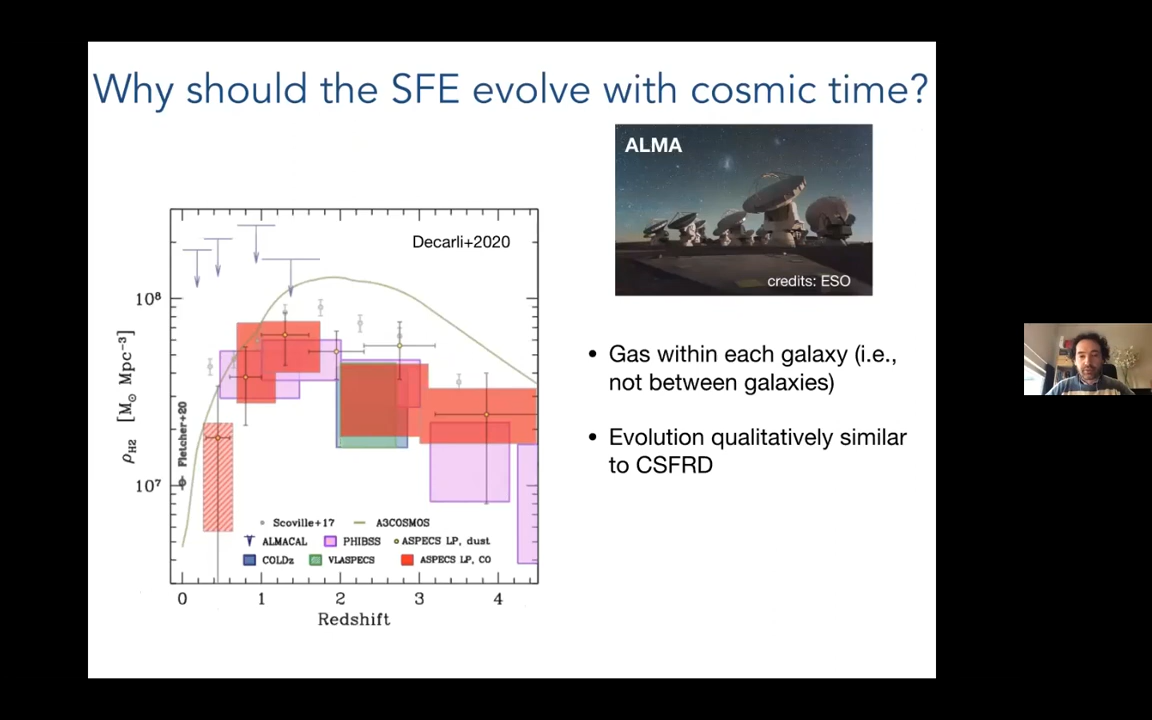 Why should the SFE evolve with cosmic time?
ALMA
credits: ESO
Decarli+2020
10⁸
10⁷
ρH2 [M⊙ Mpc⁻³]
Fletcher+20
Scoville+17
A3COSMOS
ALMACAL
PHIBSS
ASPECS LP, dust
COLDz
VLASPECS
ASPECS LP, CO
0 1 2 3 4
Redshift
• Gas within each galaxy (i.e.,
not between galaxies)
• Evolution qualitatively similar
to CSFRD